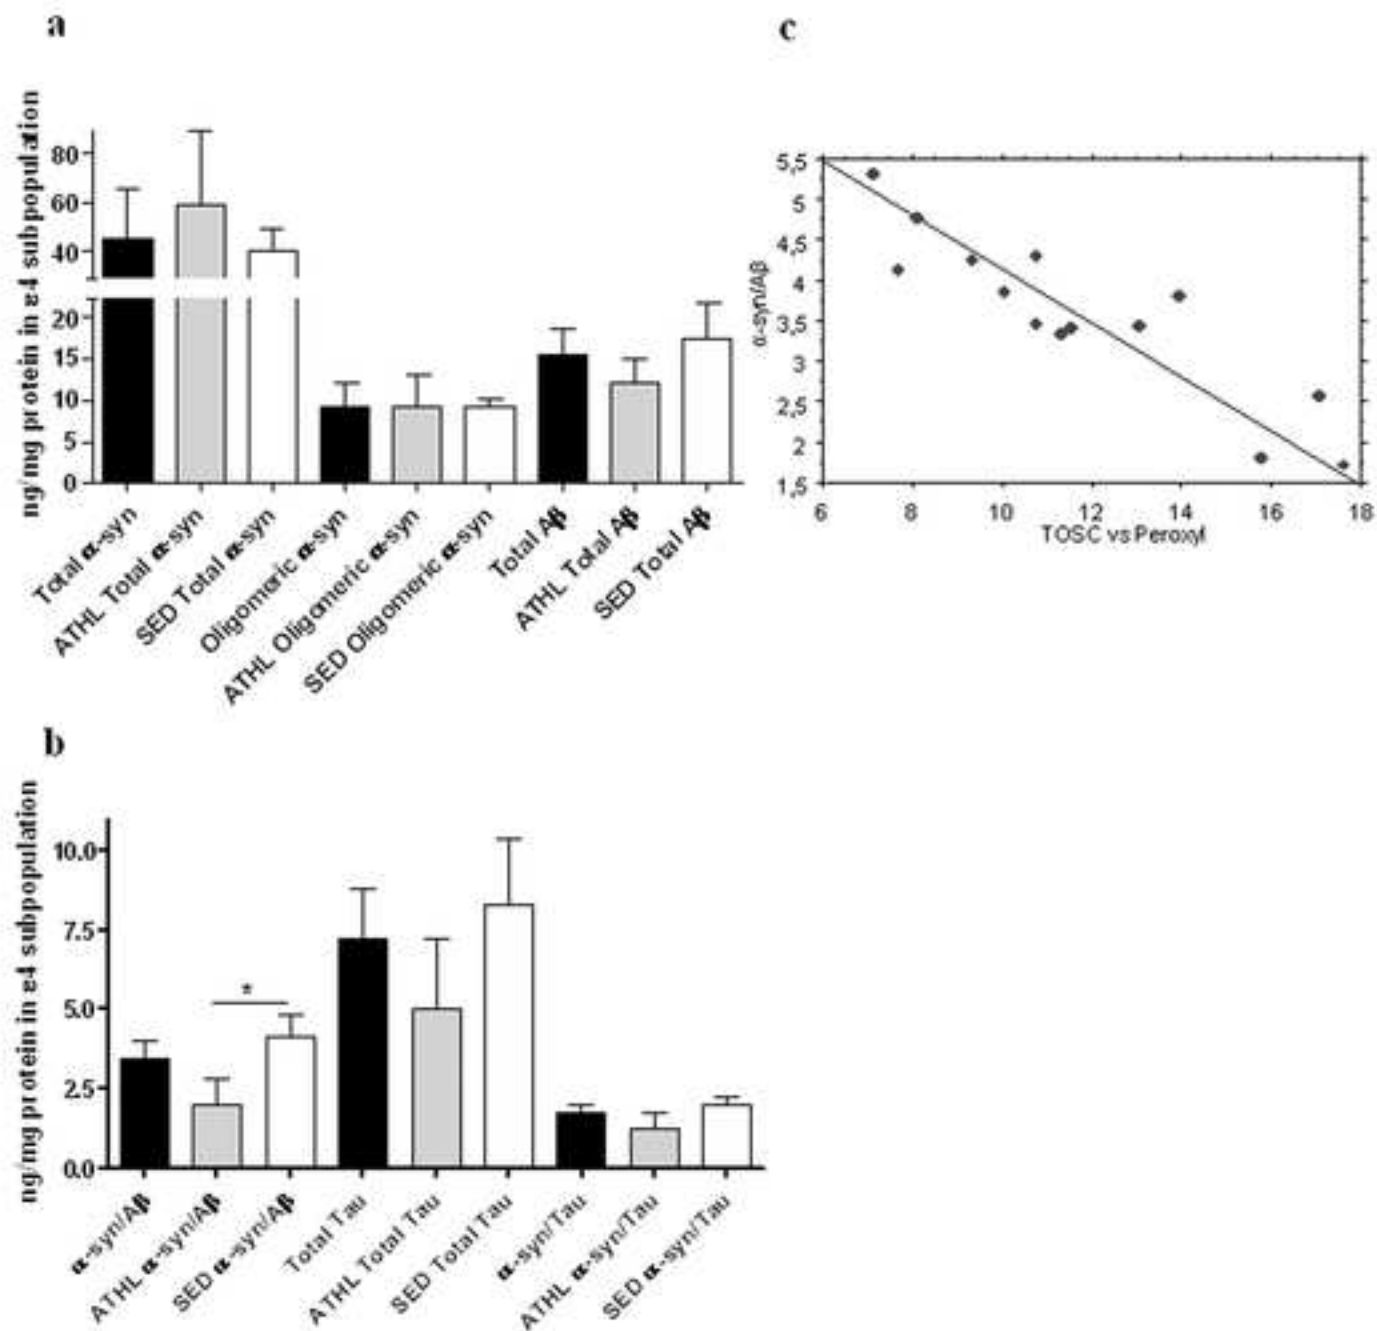 a
ng/mg protein in ε4 subpopulation
80
60
40
20
15
10
5
0
Total α-syn
ATHL Total α-syn
SED Total α-syn
Oligomeric α-syn
ATHL Oligomeric α-syn
SED Oligomeric α-syn
Total Aβ
ATHL Total Aβ
SED Total Aβ
c
α-syn/Aβ
5,5
5
4,5
4
3,5
3
2,5
2
1,5
6
8
10
12
14
16
18
TOSC vs Peroxyl
b
ng/mg protein in ε4 subpopulation
10.0
7.5
5.0
2.5
0.0
*
α-syn/Aβ
ATHL α-syn/Aβ
SED α-syn/Aβ
Total Tau
ATHL Total Tau
SED Total Tau
α-syn/Tau
ATHL α-syn/Tau
SED α-syn/Tau